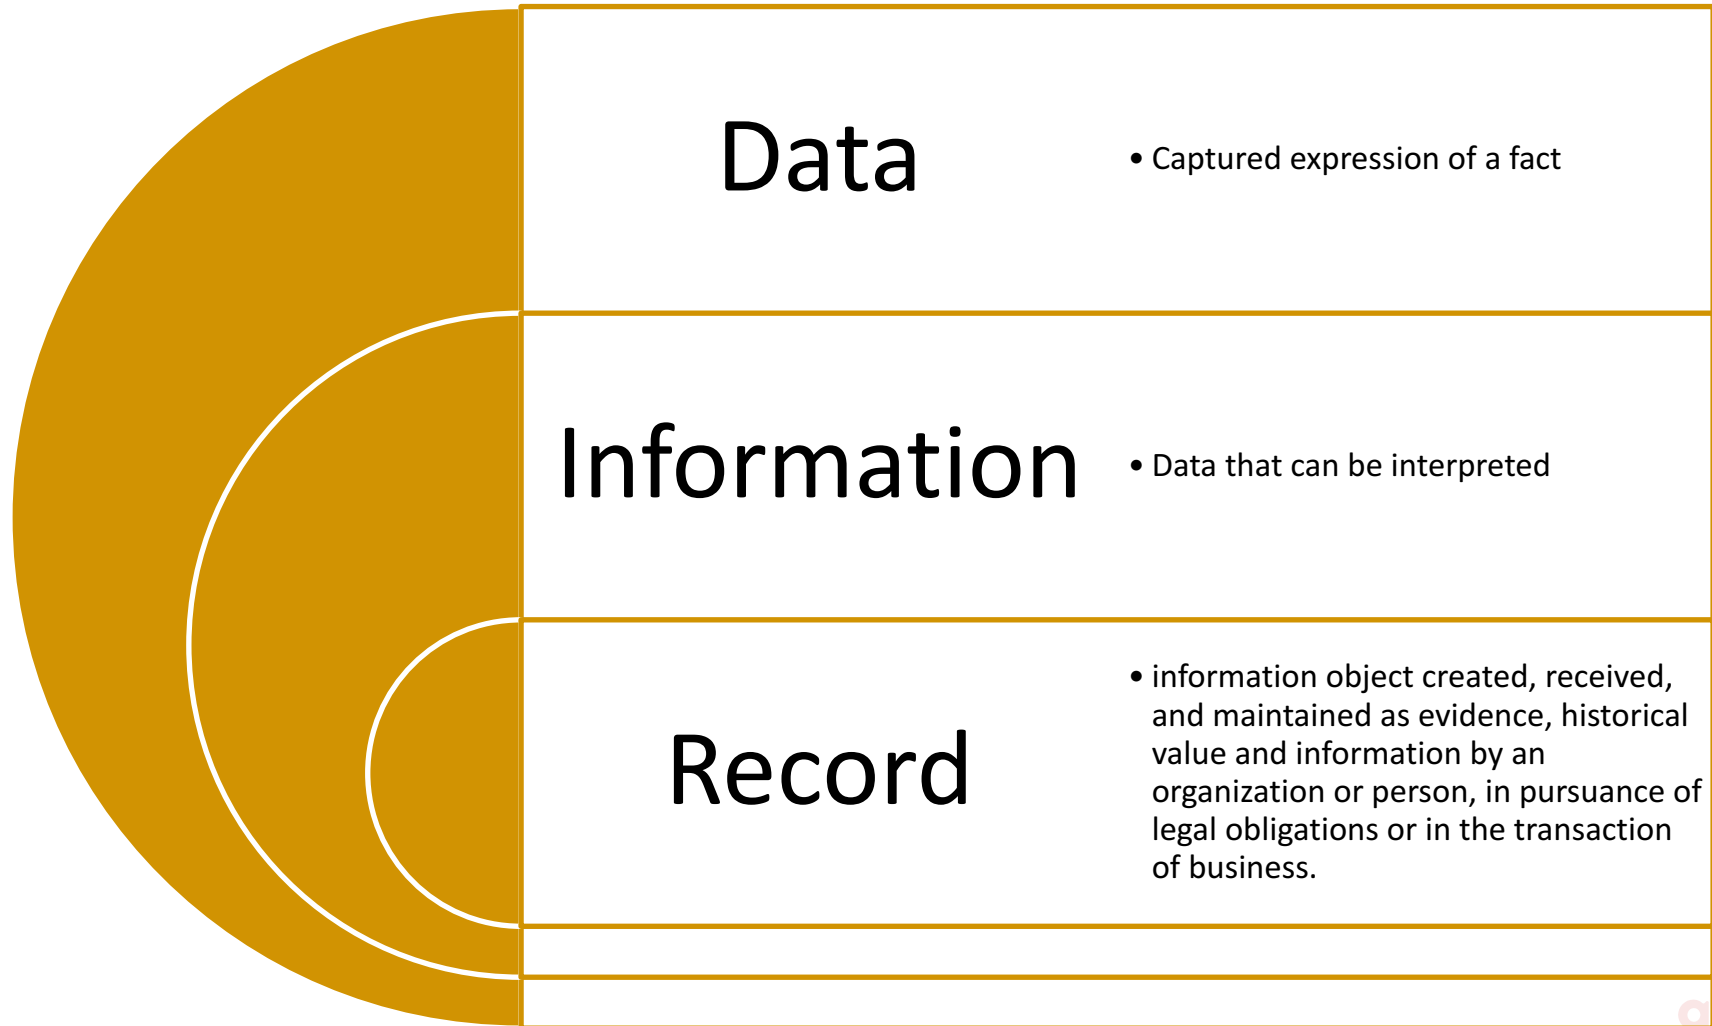 Data
• Captured expression of a fact
Information
• Data that can be interpreted
Record
• information object created, received,
and maintained as evidence, historical
value and information by an
organization or person, in pursuance of
legal obligations or in the transaction
of business.